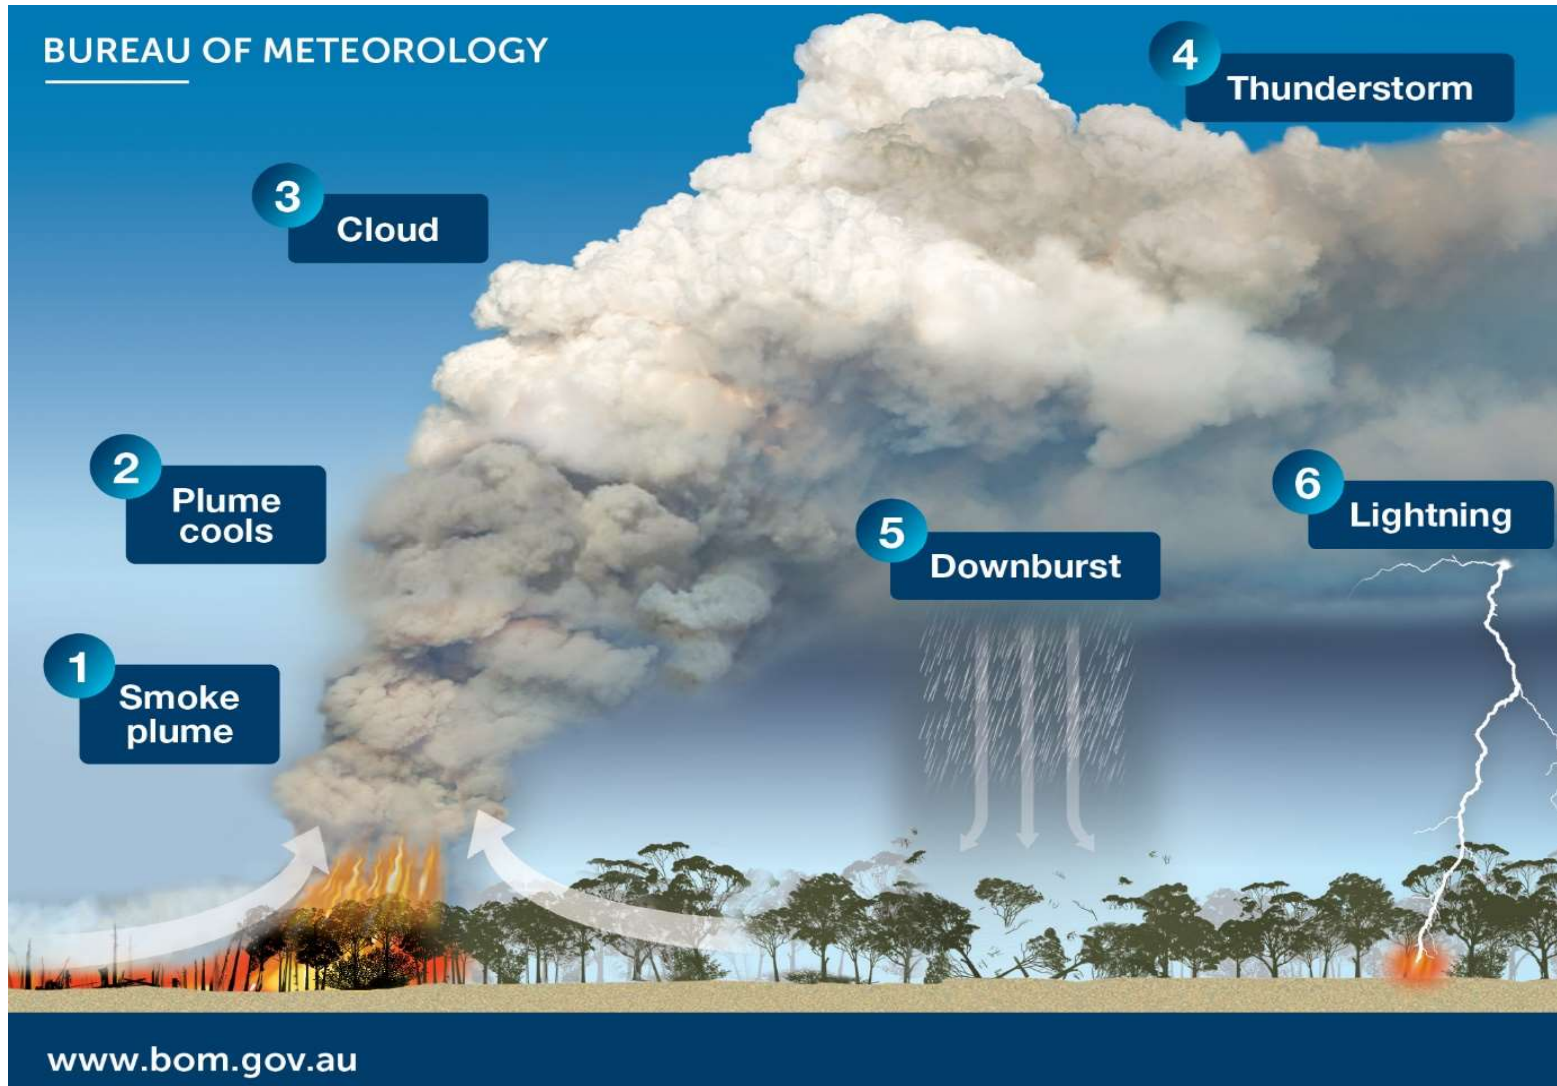 BUREAU OF METEOROLOGY
4
Thunderstorm
3
Cloud
2
Plume
cools
6
Lightning
5
Downburst
1
Smoke
plume
www.bom.gov.au